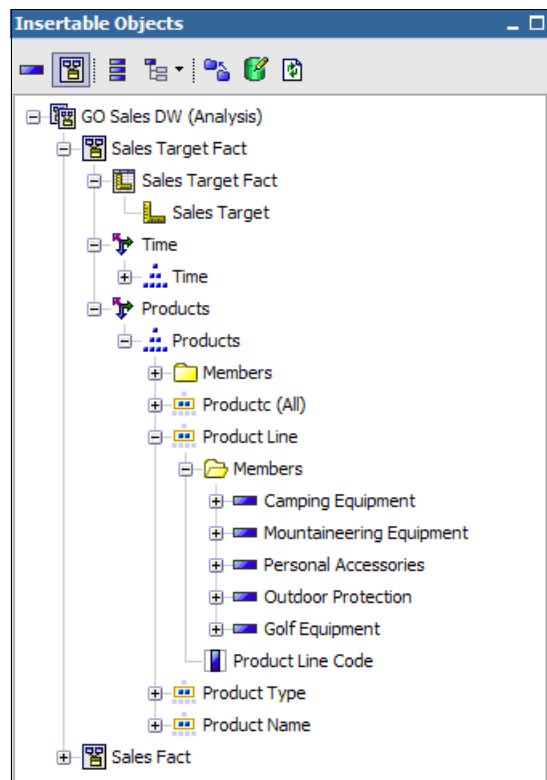 Insertable Objects
GO Sales DW (Analysis)
Sales Target Fact
Sales Target Fact
Sales Target
Time
Time
Products
Products
Members
Productc (All)
Product Line
Members
Camping Equipment
Mountaineering Equipment
Personal Accessories
Outdoor Protection
Golf Equipment
Product Line Code
Product Type
Product Name
Sales Fact